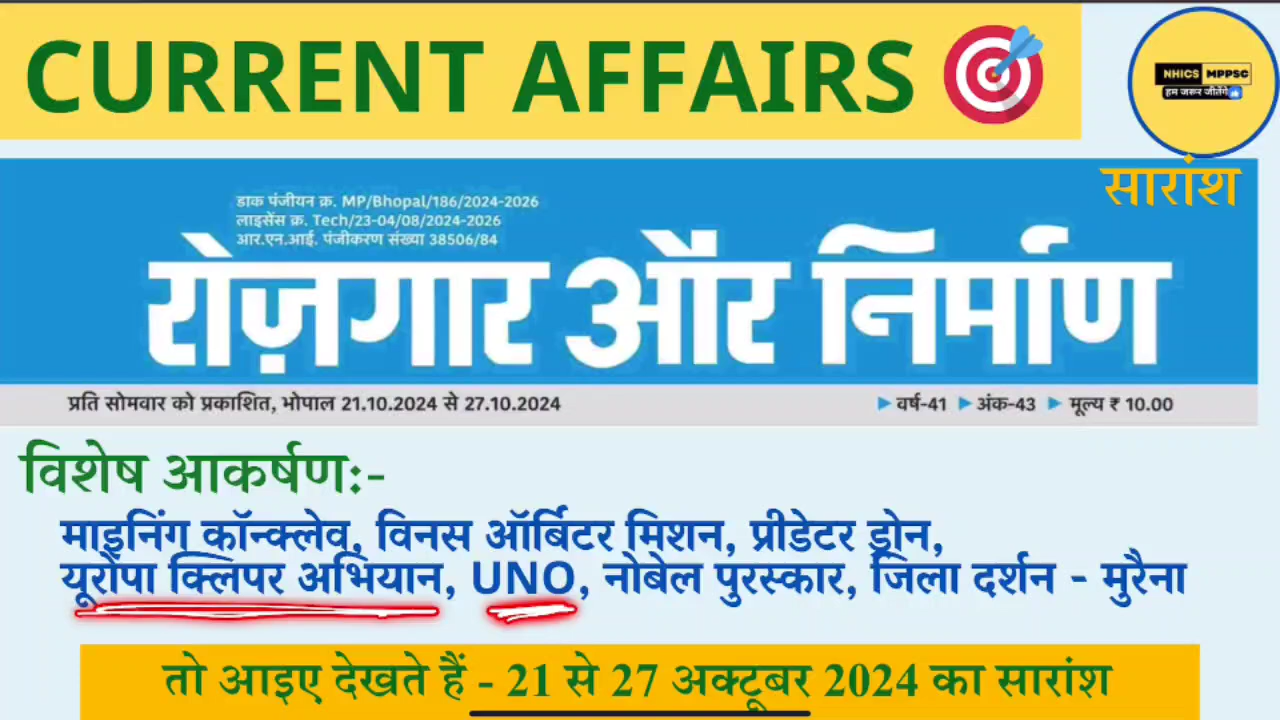 CURRENT AFFAIRS
NHICS MPPSC
हम जरूर जीतेंगे
सारांश
डाक पंजीयन क्र. MP/Bhopal/186/2024-2026
लाइसेंस क्र. Tech/23-04/08/2024-2026
आर.एन.आई. पंजीकरण संख्या 38506/84
रोज़गार और निर्माण
प्रति सोमवार को प्रकाशित, भोपाल 21.10.2024 से 27.10.2024
वर्ष-41 अंक-43 मूल्य ₹ 10.00
विशेष आकर्षण:-
माइनिंग कॉन्क्लेव, विनस ऑर्बिटर मिशन, प्रीडेटर ड्रोन,
यूरोपा क्लिपर अभियान, UNO, नोबेल पुरस्कार, जिला दर्शन - मुरैना
तो आइए देखते हैं - 21 से 27 अक्टूबर 2024 का सारांश